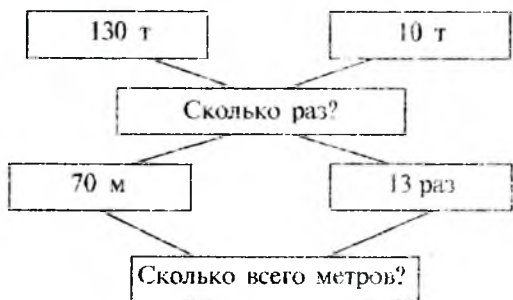 130 т
10 т
Сколько раз?
70 м
13 раз
Сколько всего метров?